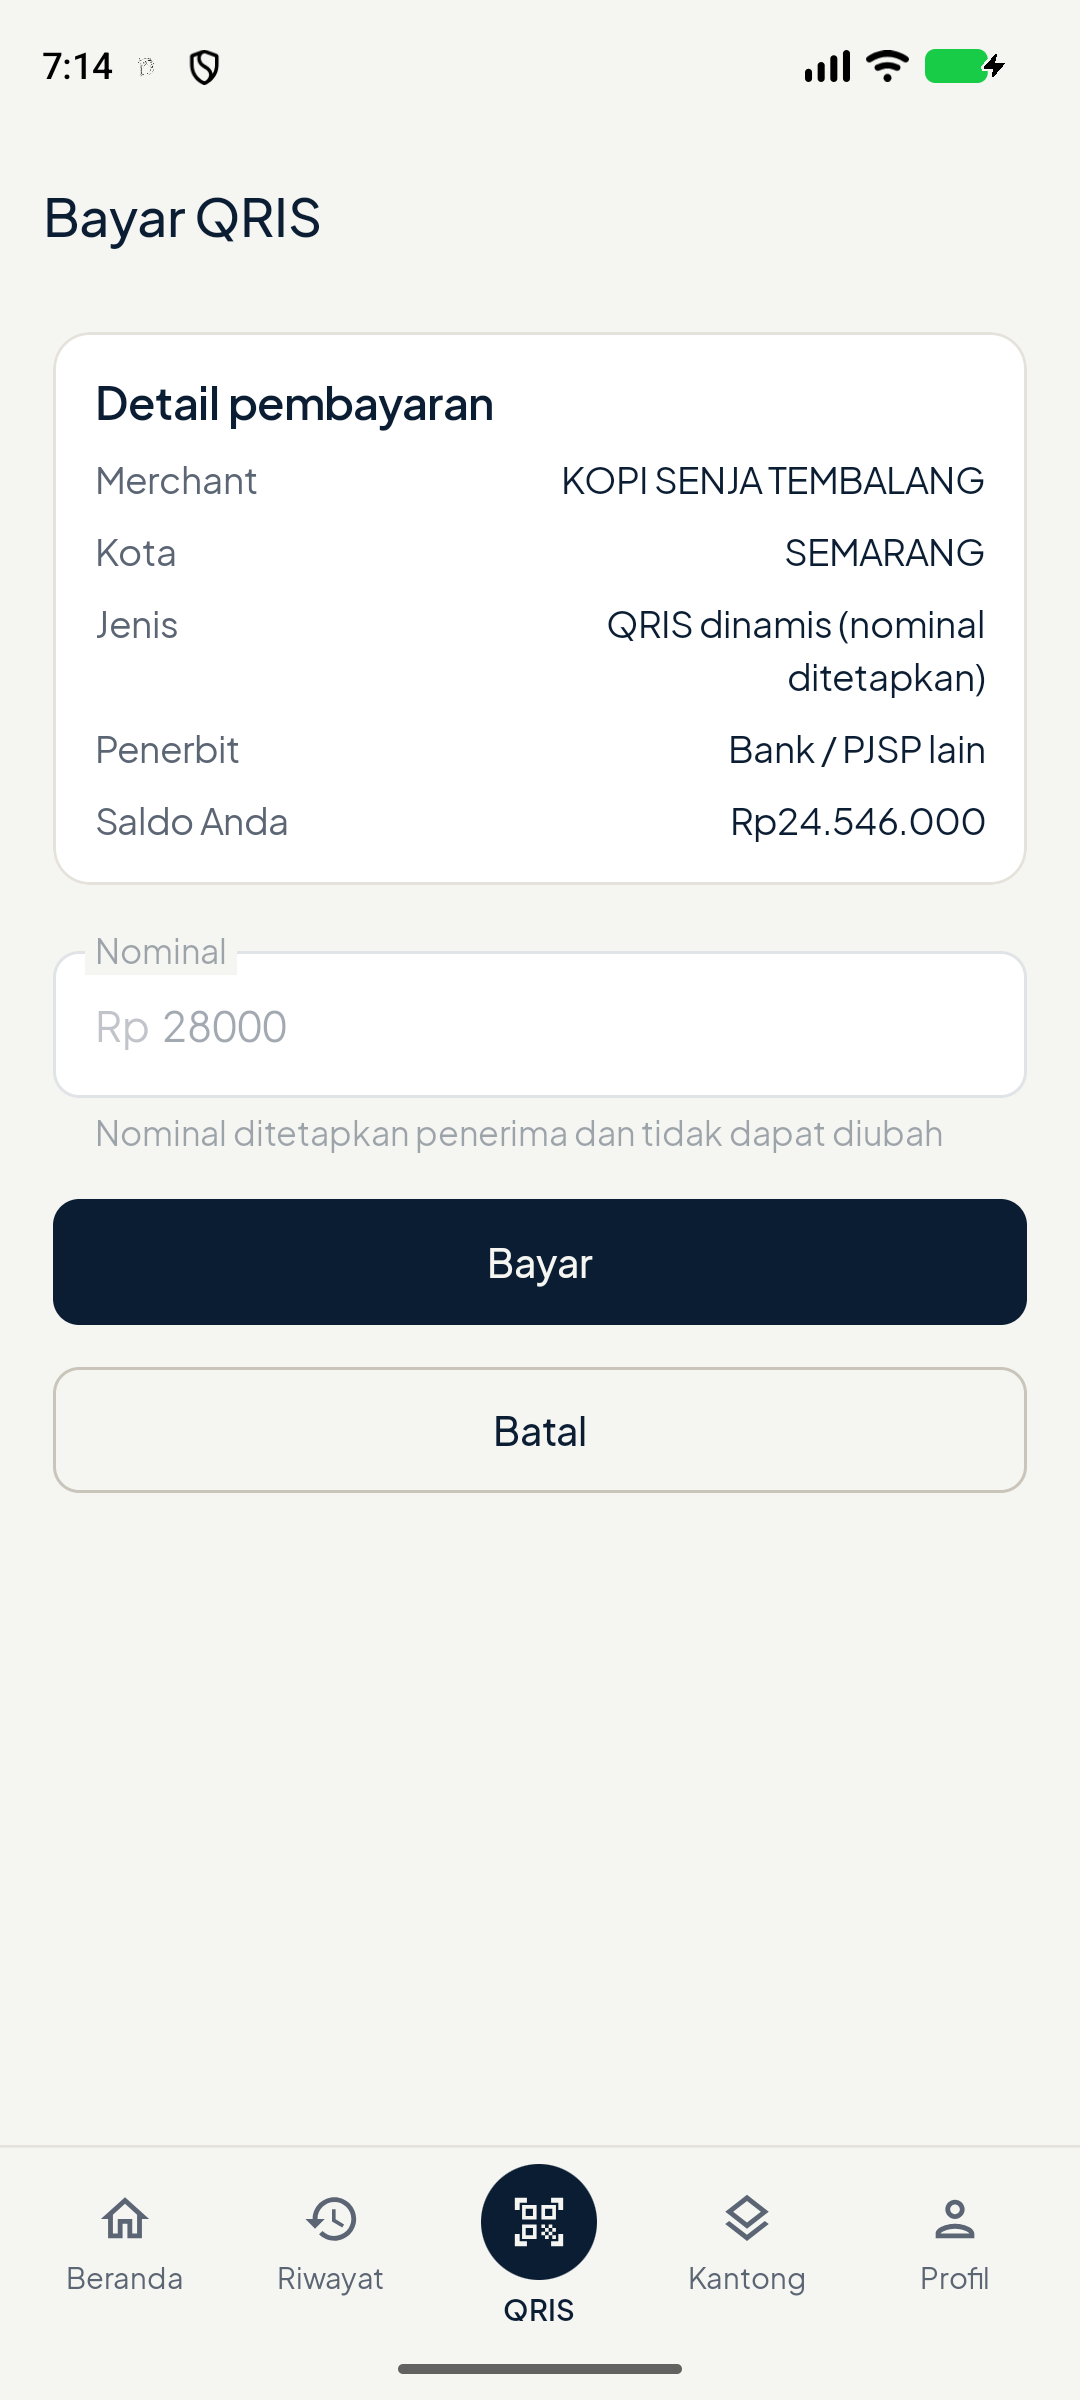 7:14
Bayar QRIS
Detail pembayaran
Merchant KOPI SENJA TEMBALANG
Kota SEMARANG
Jenis QRIS dinamis (nominal
ditetapkan)
Penerbit Bank / PJSP lain
Saldo Anda Rp24.546.000
Nominal
Rp 28000
Nominal ditetapkan penerima dan tidak dapat diubah
Bayar
Batal
Beranda Riwayat QRIS Kantong Profil